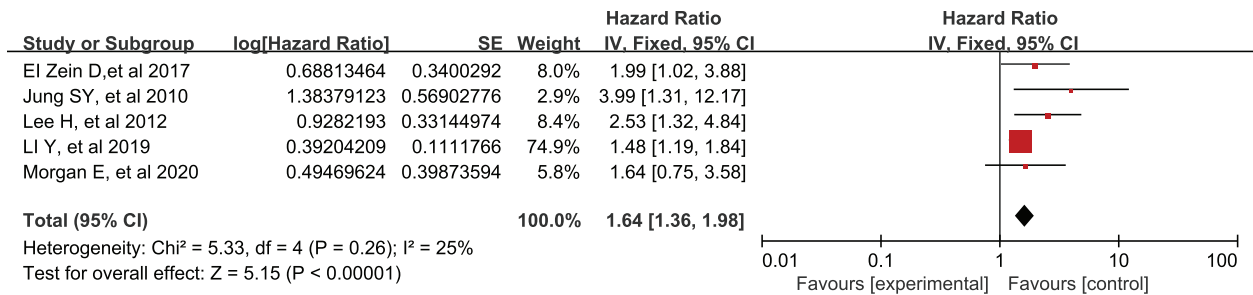 Hazard Ratio Hazard Ratio
Study or Subgroup log[Hazard Ratio] SE Weight IV, Fixed, 95% CI IV, Fixed, 95% CI
El Zein D,et al 2017 0.68813464 0.3400292 8.0% 1.99 [1.02, 3.88]
Jung SY, et al 2010 1.38379123 0.56902776 2.9% 3.99 [1.31, 12.17]
Lee H, et al 2012 0.9282193 0.33144974 8.4% 2.53 [1.32, 4.84]
LI Y, et al 2019 0.39204209 0.1111766 74.9% 1.48 [1.19, 1.84]
Morgan E, et al 2020 0.49469624 0.39873594 5.8% 1.64 [0.75, 3.58]
Total (95% CI) 100.0% 1.64 [1.36, 1.98]
Heterogeneity: Chi² = 5.33, df = 4 (P = 0.26); I² = 25%
Test for overall effect: Z = 5.15 (P < 0.00001)
0.01 0.1 1 10 100
Favours [experimental] Favours [control]